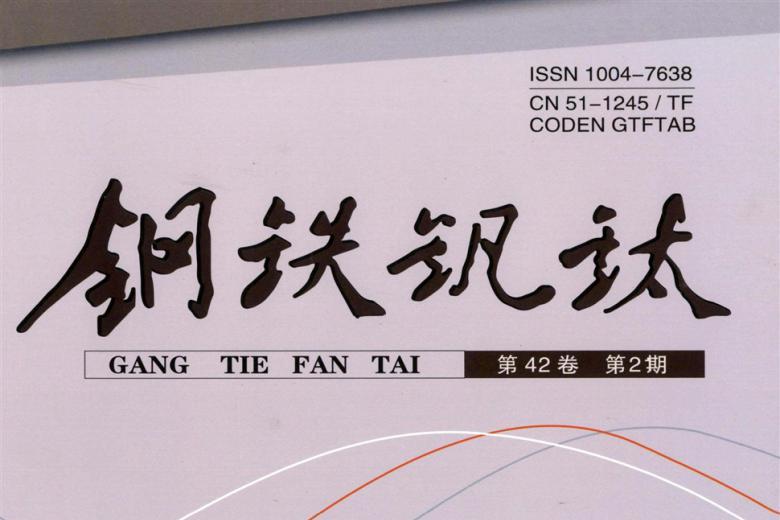 ISSN 1004-7638
CN 51-1245 / TF
CODEN GTFTAB
钢铁钒钛
GANG TIE FAN TAI
第42卷 第2期